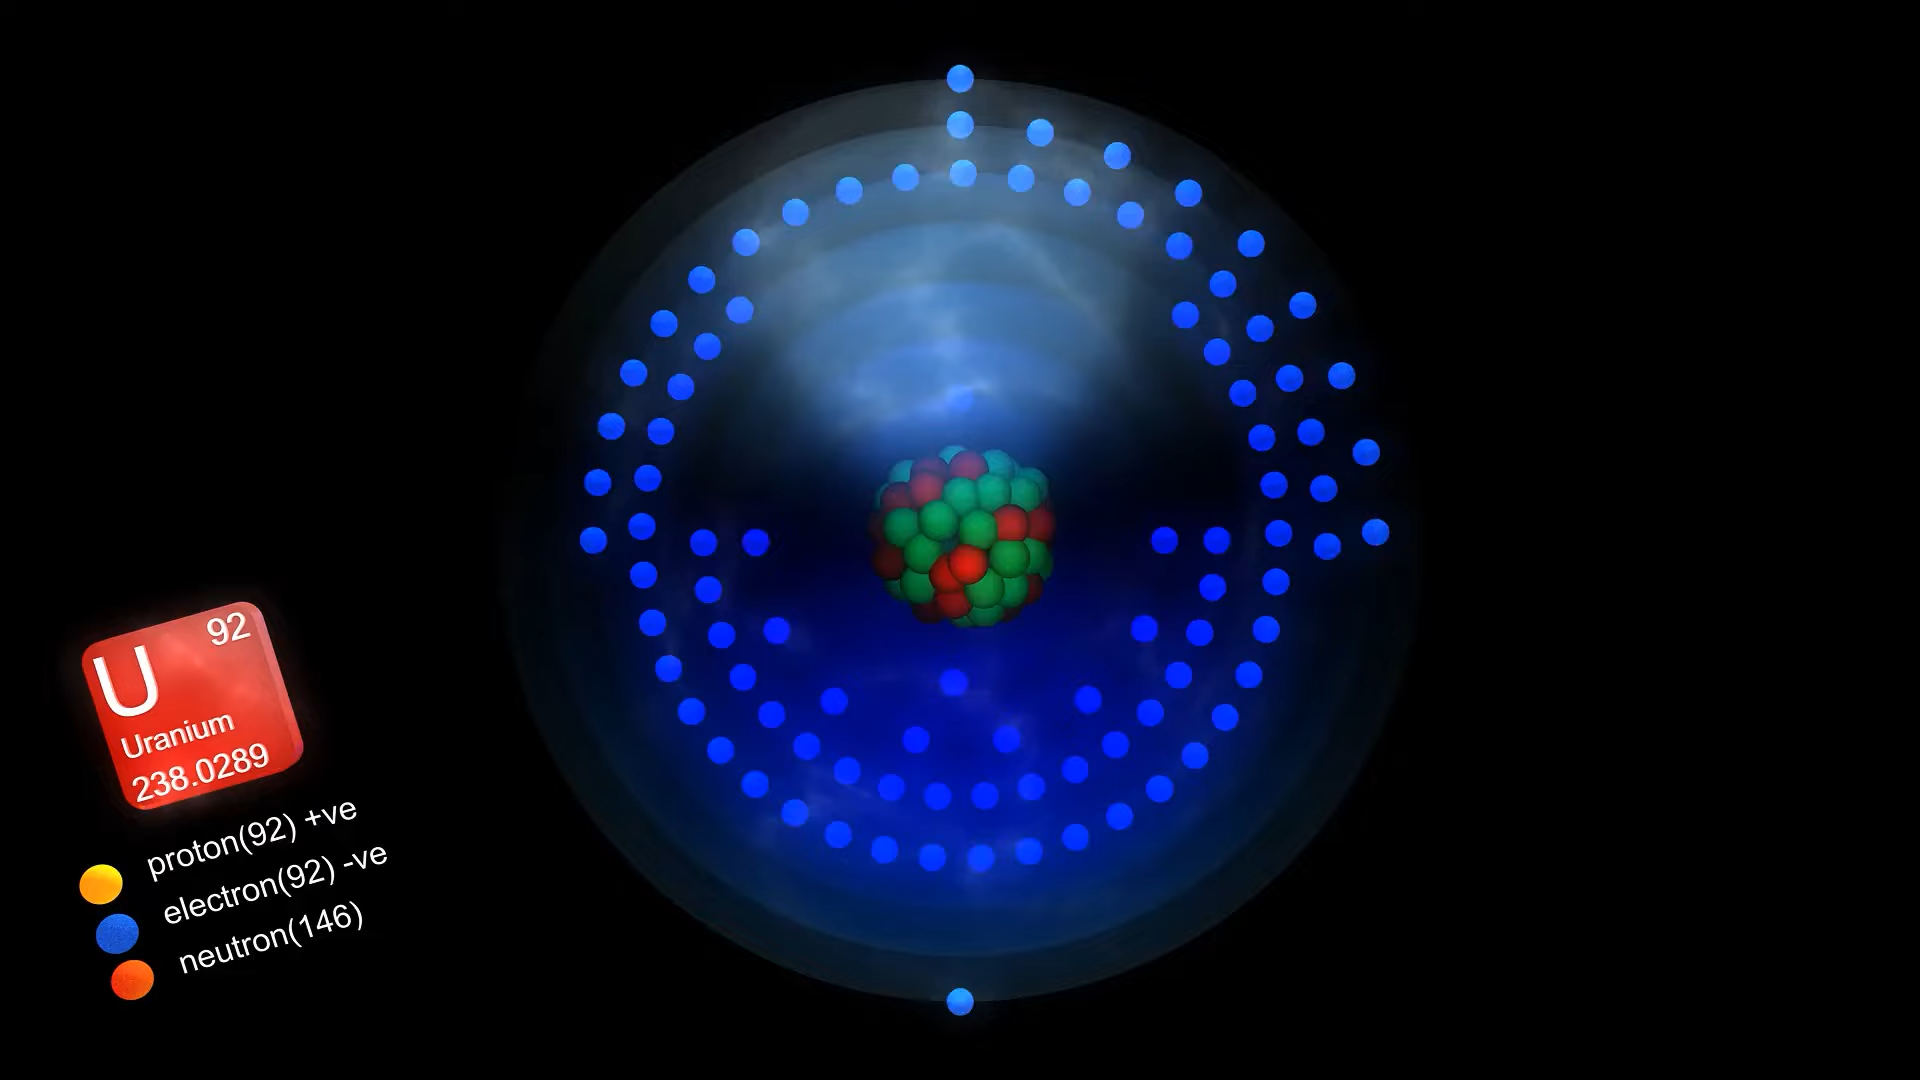 92
U
Uranium
238.0289
proton(92) +ve
electron(92) -ve
neutron(146)